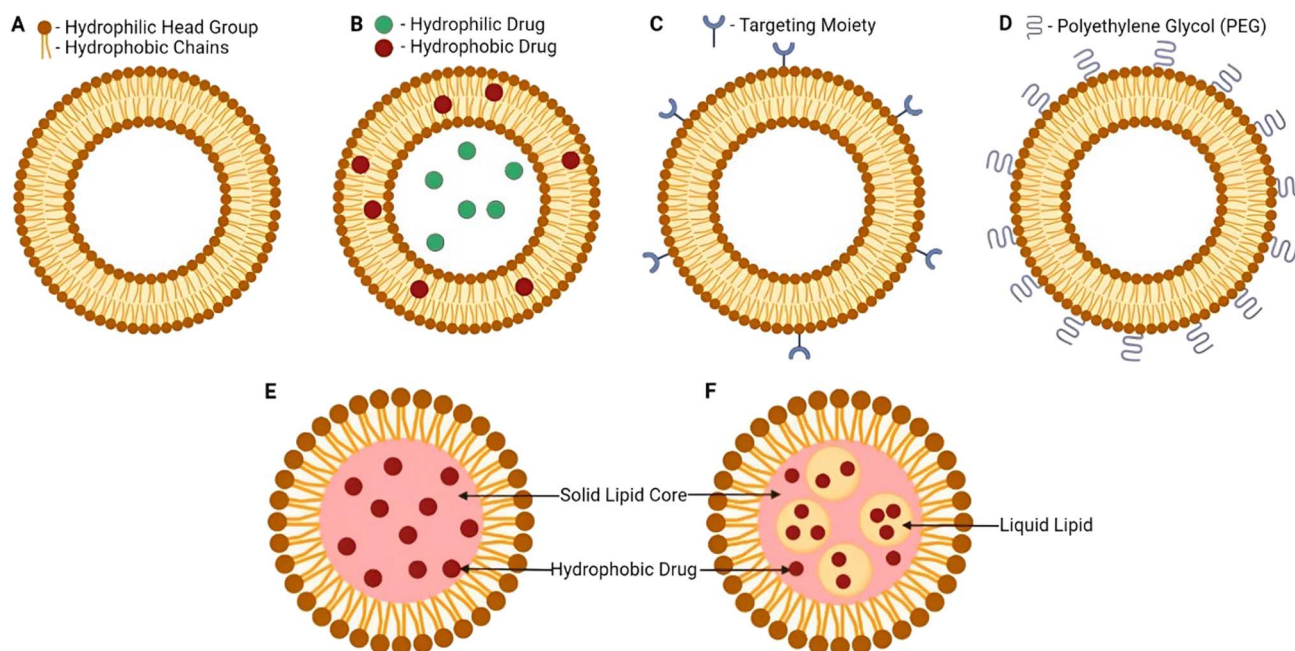 A
- Hydrophilic Head Group
- Hydrophobic Chains
B
- Hydrophilic Drug
- Hydrophobic Drug
C
- Targeting Moiety
D
- Polyethylene Glycol (PEG)
E
F
Solid Lipid Core
Liquid Lipid
Hydrophobic Drug